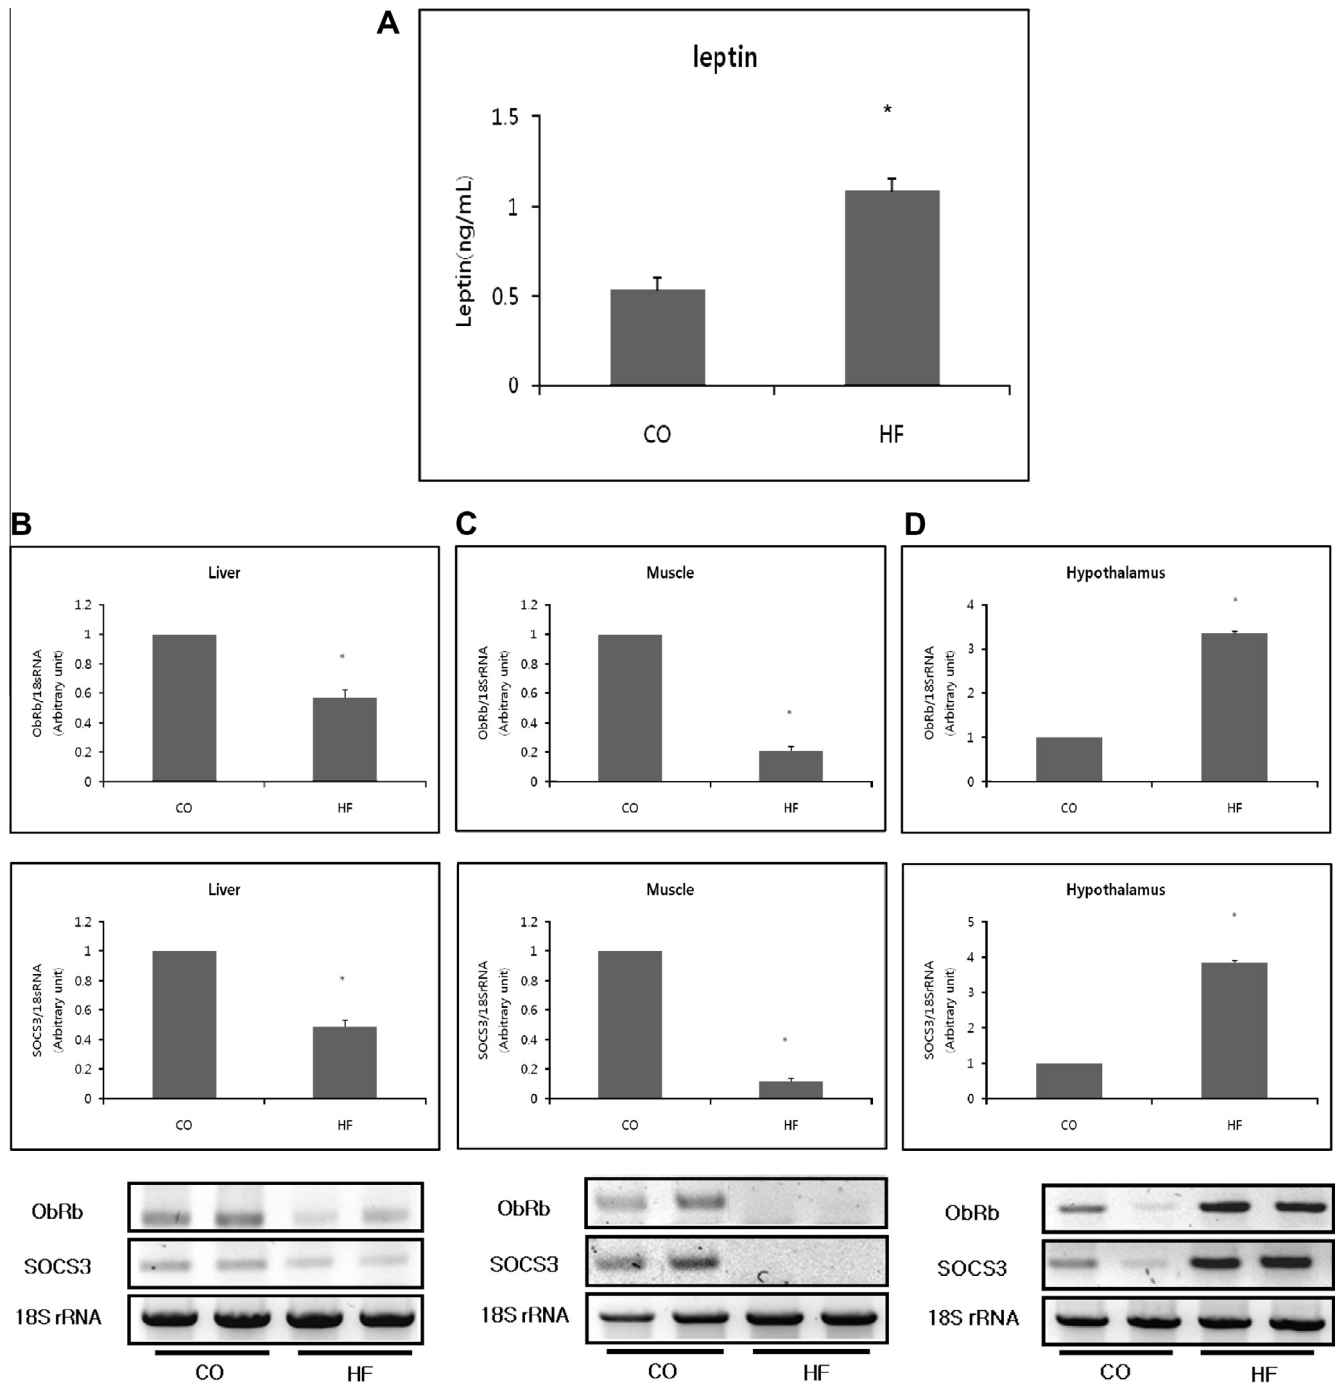 A
leptin
*
1.5
1
0.5
0
Leptin(ng/mL)
CO HF
B C D
Liver
1.2
1
0.8
0.6
0.4
0.2
0
ObRb/18sRNA
(Arbitrary unit)
*
CO HF
Muscle
1.2
1
0.8
0.6
0.4
0.2
0
ObRb/18SrRNA
(Arbitrary unit)
*
CO HF
Hypothalamus
4
3
2
1
0
ObRb/18SrRNA
(Arbitrary unit)
*
CO HF
Liver
1.2
1
0.8
0.6
0.4
0.2
0
SOCS3/18sRNA
(Arbitrary unit)
*
CO HF
Muscle
1.2
1
0.8
0.6
0.4
0.2
0
SOCS3/18SrRNA
(Arbitrary unit)
*
CO HF
Hypothalamus
5
4
3
2
1
0
SOCS3/18SrRNA
(Arbitrary unit)
*
CO HF
ObRb
SOCS3
18S rRNA
CO HF
ObRb
SOCS3
18S rRNA
CO HF
ObRb
SOCS3
18S rRNA
CO HF